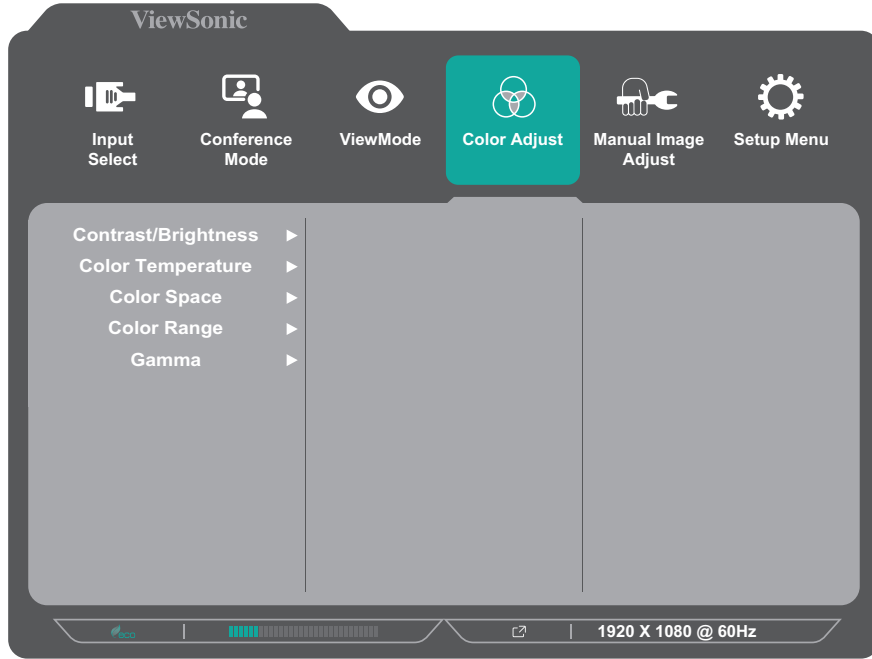 ViewSonic
Input
Select
Conference
Mode
ViewMode
Color Adjust
Manual Image
Adjust
Setup Menu
Contrast/Brightness
Color Temperature
Color Space
Color Range
Gamma
eco
1920 X 1080 @ 60Hz